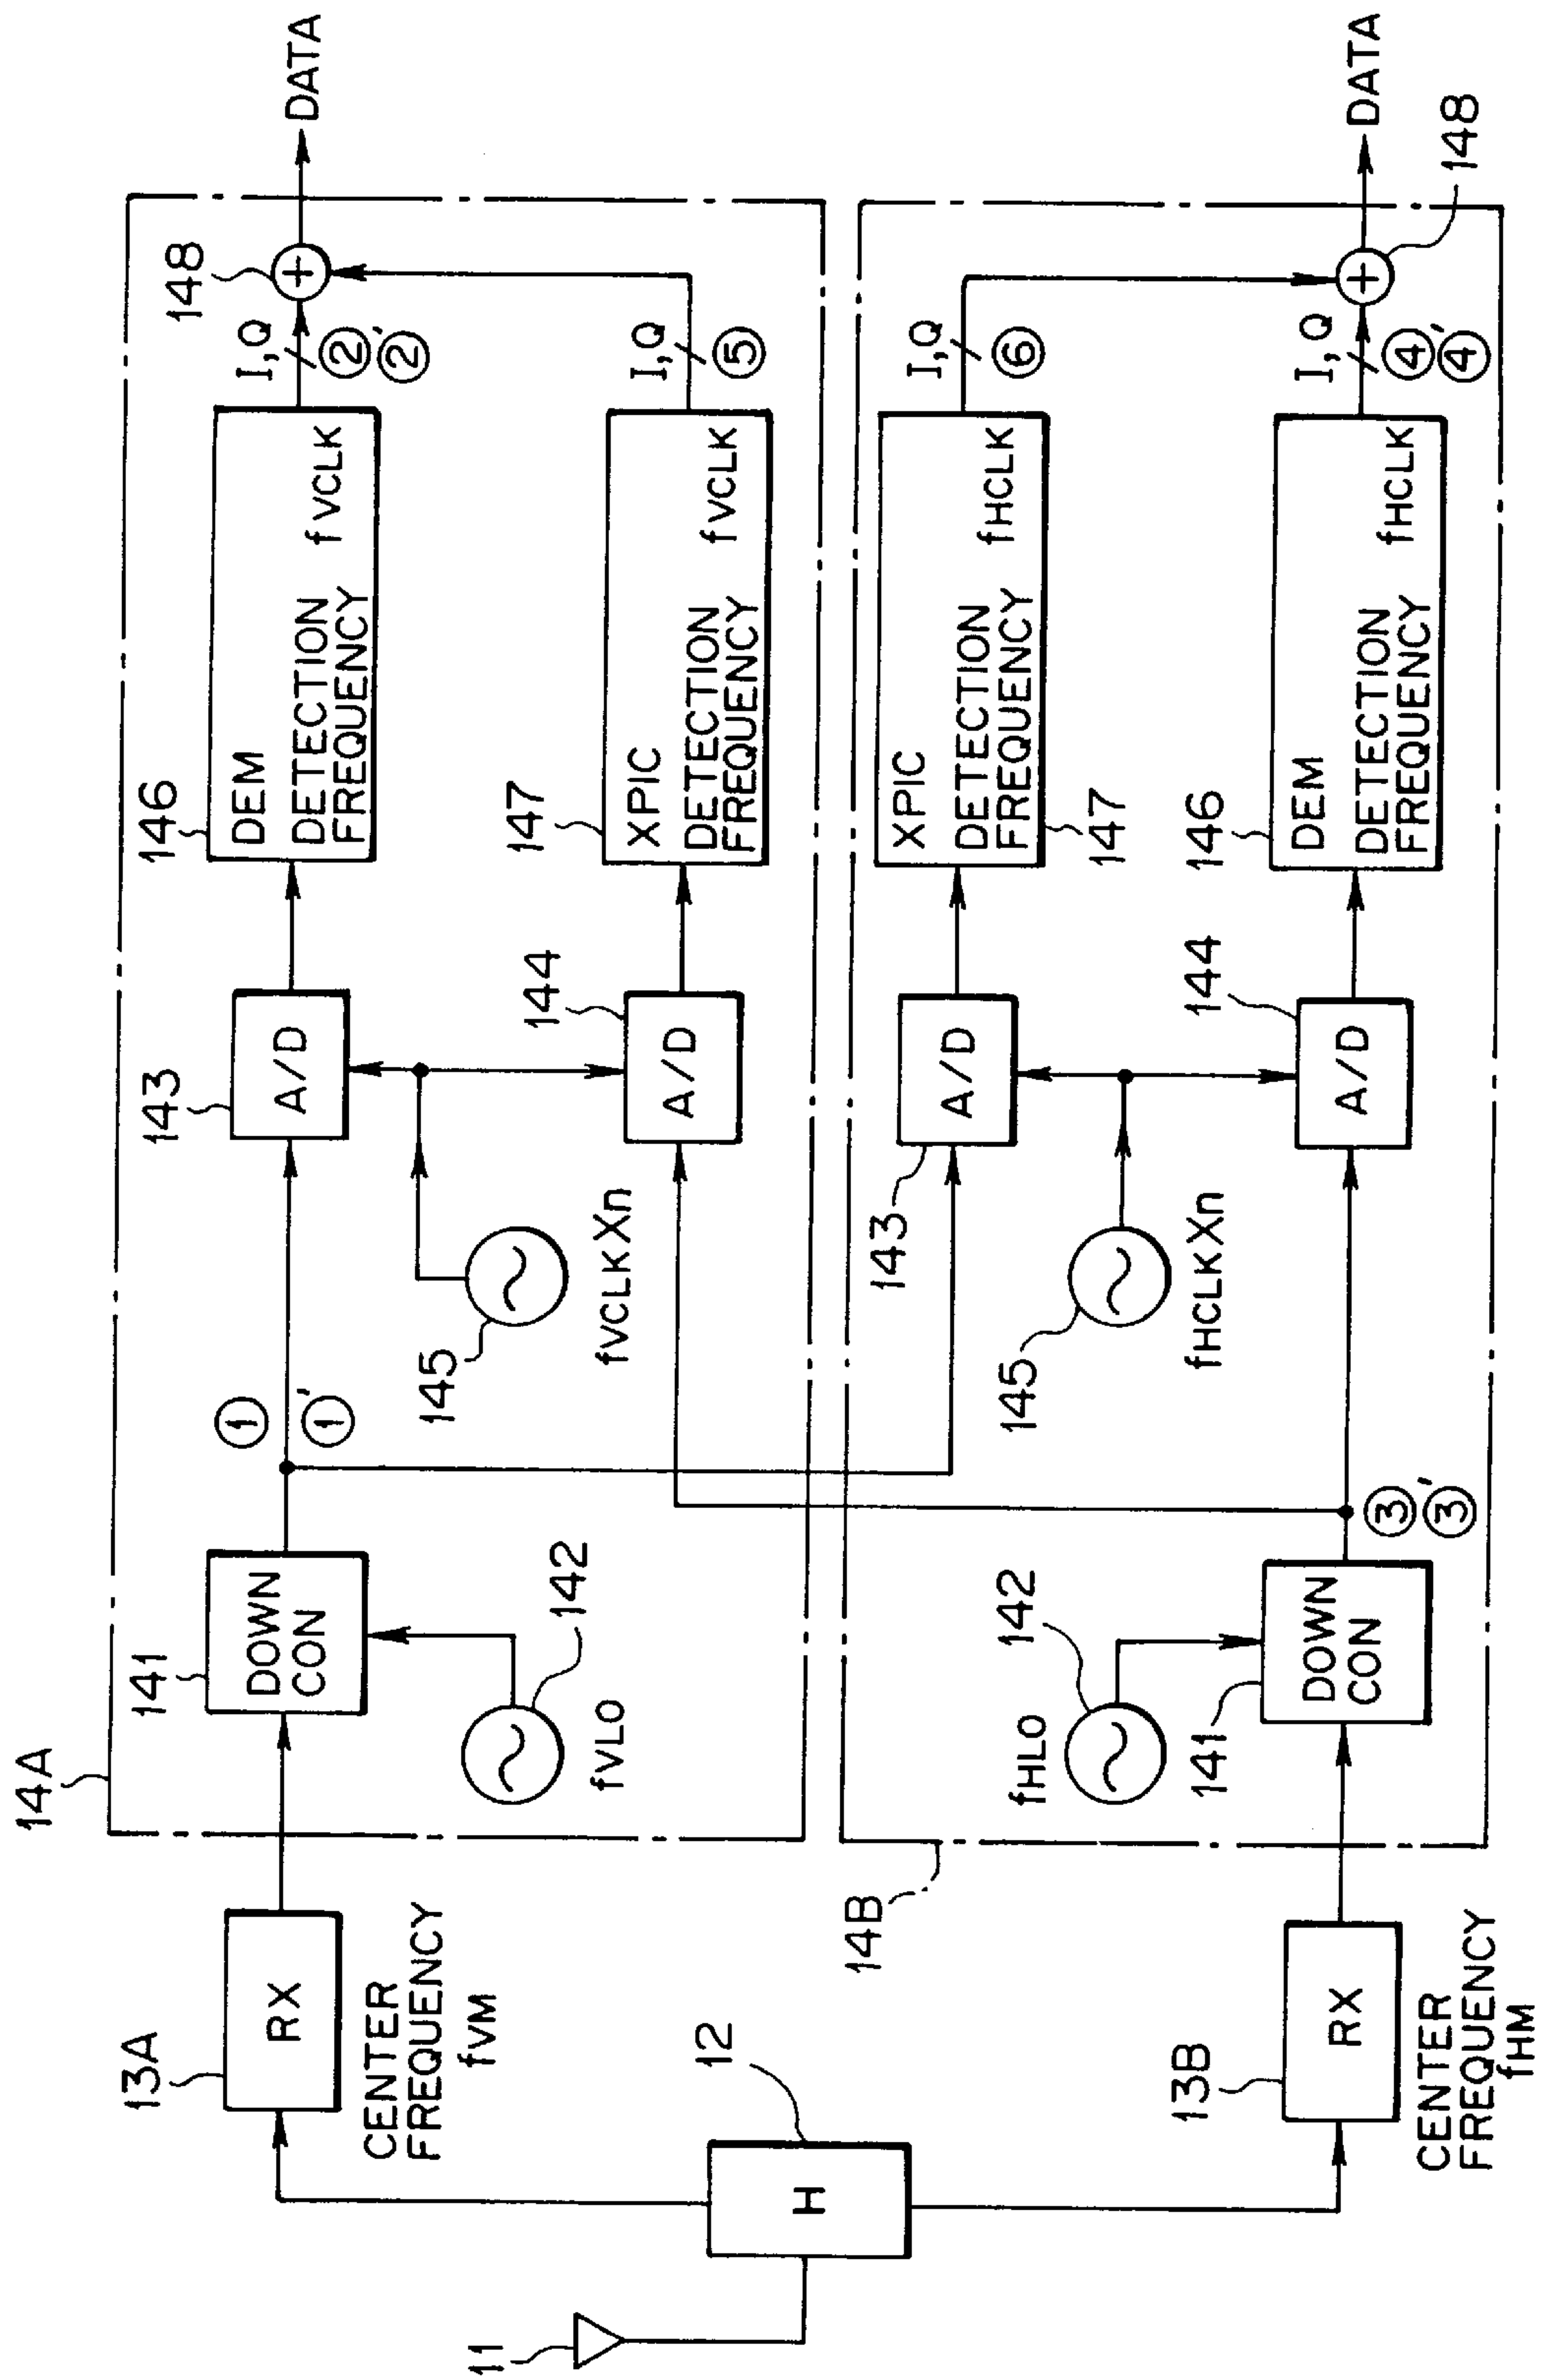 11
12
H
13A
RX
CENTER
FREQUENCY
fVM
14A
141
DOWN
CON
142
fVLO
① ①'
143
A/D
145
fVCLKXn
144
A/D
146
DEM
DETECTION
FREQUENCY
fVCLK
I,Q
② ②'
148
+
DATA
147
XPIC
DETECTION
FREQUENCY
fVCLK
I,Q
⑤
13B
RX
CENTER
FREQUENCY
fHM
14B
fHLO
142
141
DOWN
CON
③ ③'
143
A/D
145
fHCLKXn
144
A/D
XPIC
DETECTION
FREQUENCY
fHCLK
147
I,Q
⑥
146
DEM
DETECTION
FREQUENCY
fHCLK
I,Q
④ ④'
+
148
DATA